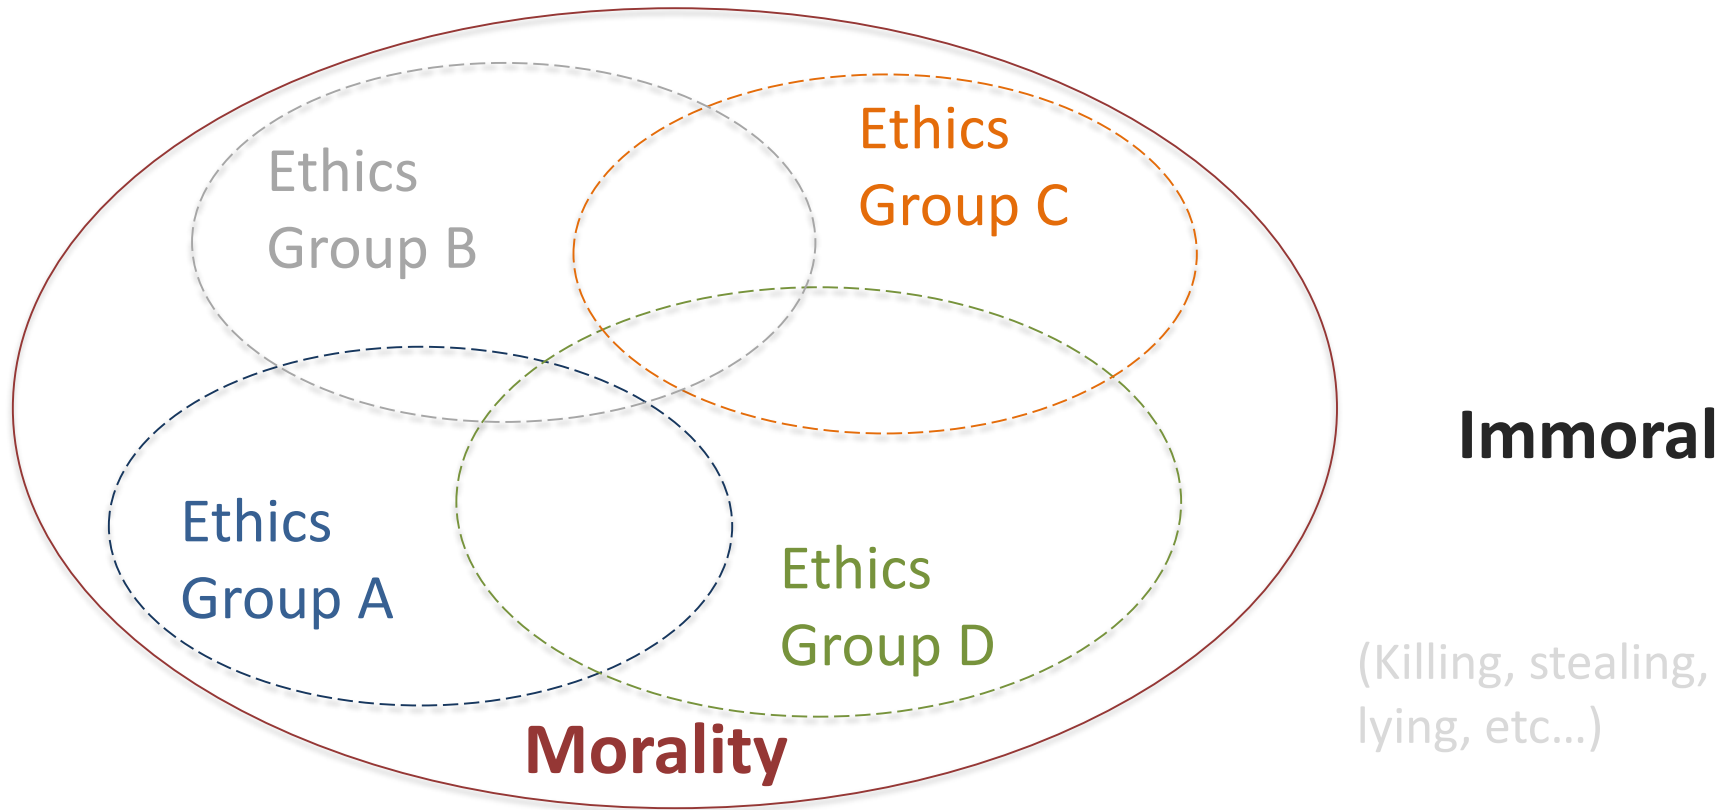 Ethics
Group B
Ethics
Group C
Ethics
Group A
Ethics
Group D
Morality
Immoral
(Killing, stealing,
lying, etc...)